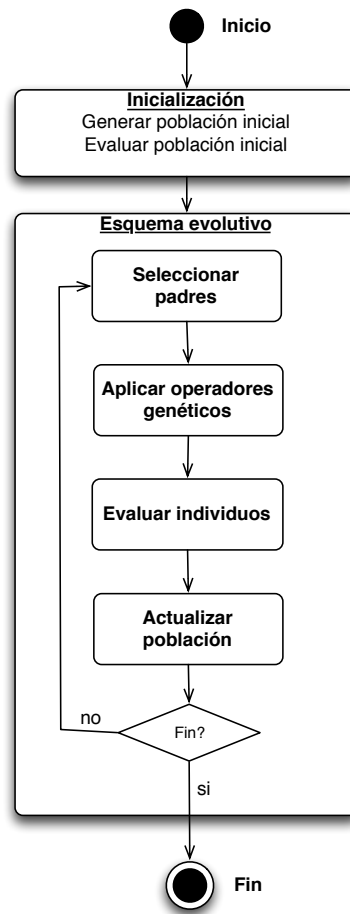 Inicio
Inicialización
Generar población inicial
Evaluar población inicial
Esquema evolutivo
Seleccionar
padres
Aplicar operadores
genéticos
Evaluar individuos
Actualizar
población
no
Fin?
si
Fin